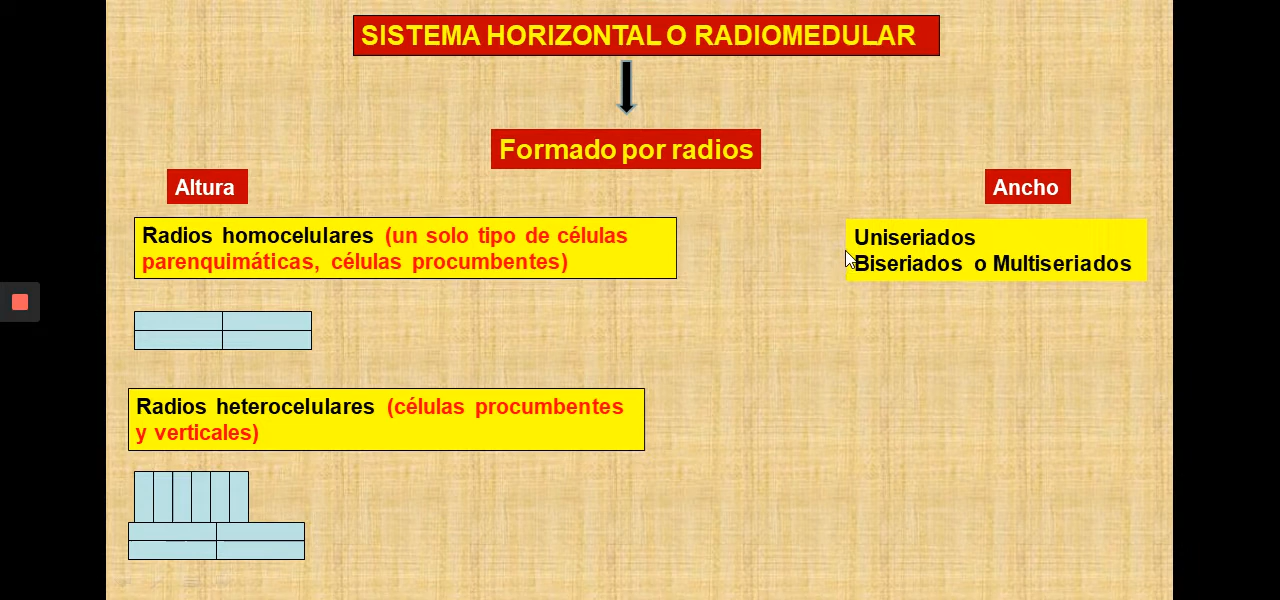 SISTEMA HORIZONTAL O RADIOMEDULAR
Formado por radios
Altura
Ancho
Radios homocelulares (un solo tipo de células
parenquimáticas, células procumbentes)
Uniseriados
Biseriados o Multiseriados
Radios heterocelulares (células procumbentes
y verticales)